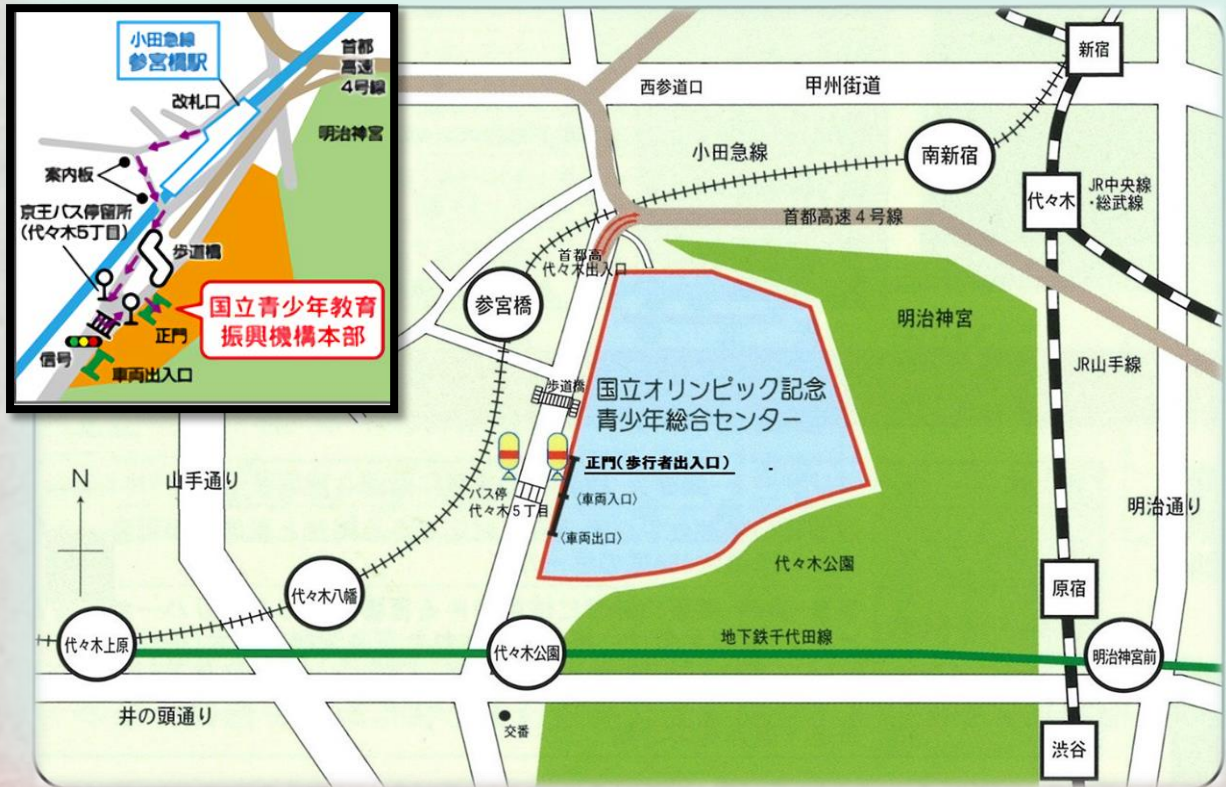 小田急線
参宮橋駅
首都
高速
4号線
改札口
明治神宮
案内板
京王バス停留所
(代々木5丁目)
歩道橋
国立青少年教育
振興機構本部
正門
信号
車両出入口
新宿
西参道口
甲州街道
小田急線
南新宿
代々木
JR中央線
・総武線
首都高速4号線
首都高
代々木出入口
参宮橋
明治神宮
JR山手線
歩道橋
国立オリンピック記念
青少年総合センター
正門(歩行者出入口)
N
山手通り
バス停
代々木5丁目
〈車両入口〉
明治通り
〈車両出口〉
代々木公園
代々木八幡
原宿
代々木上原
代々木公園
地下鉄千代田線
明治神宮前
井の頭通り
交番
渋谷